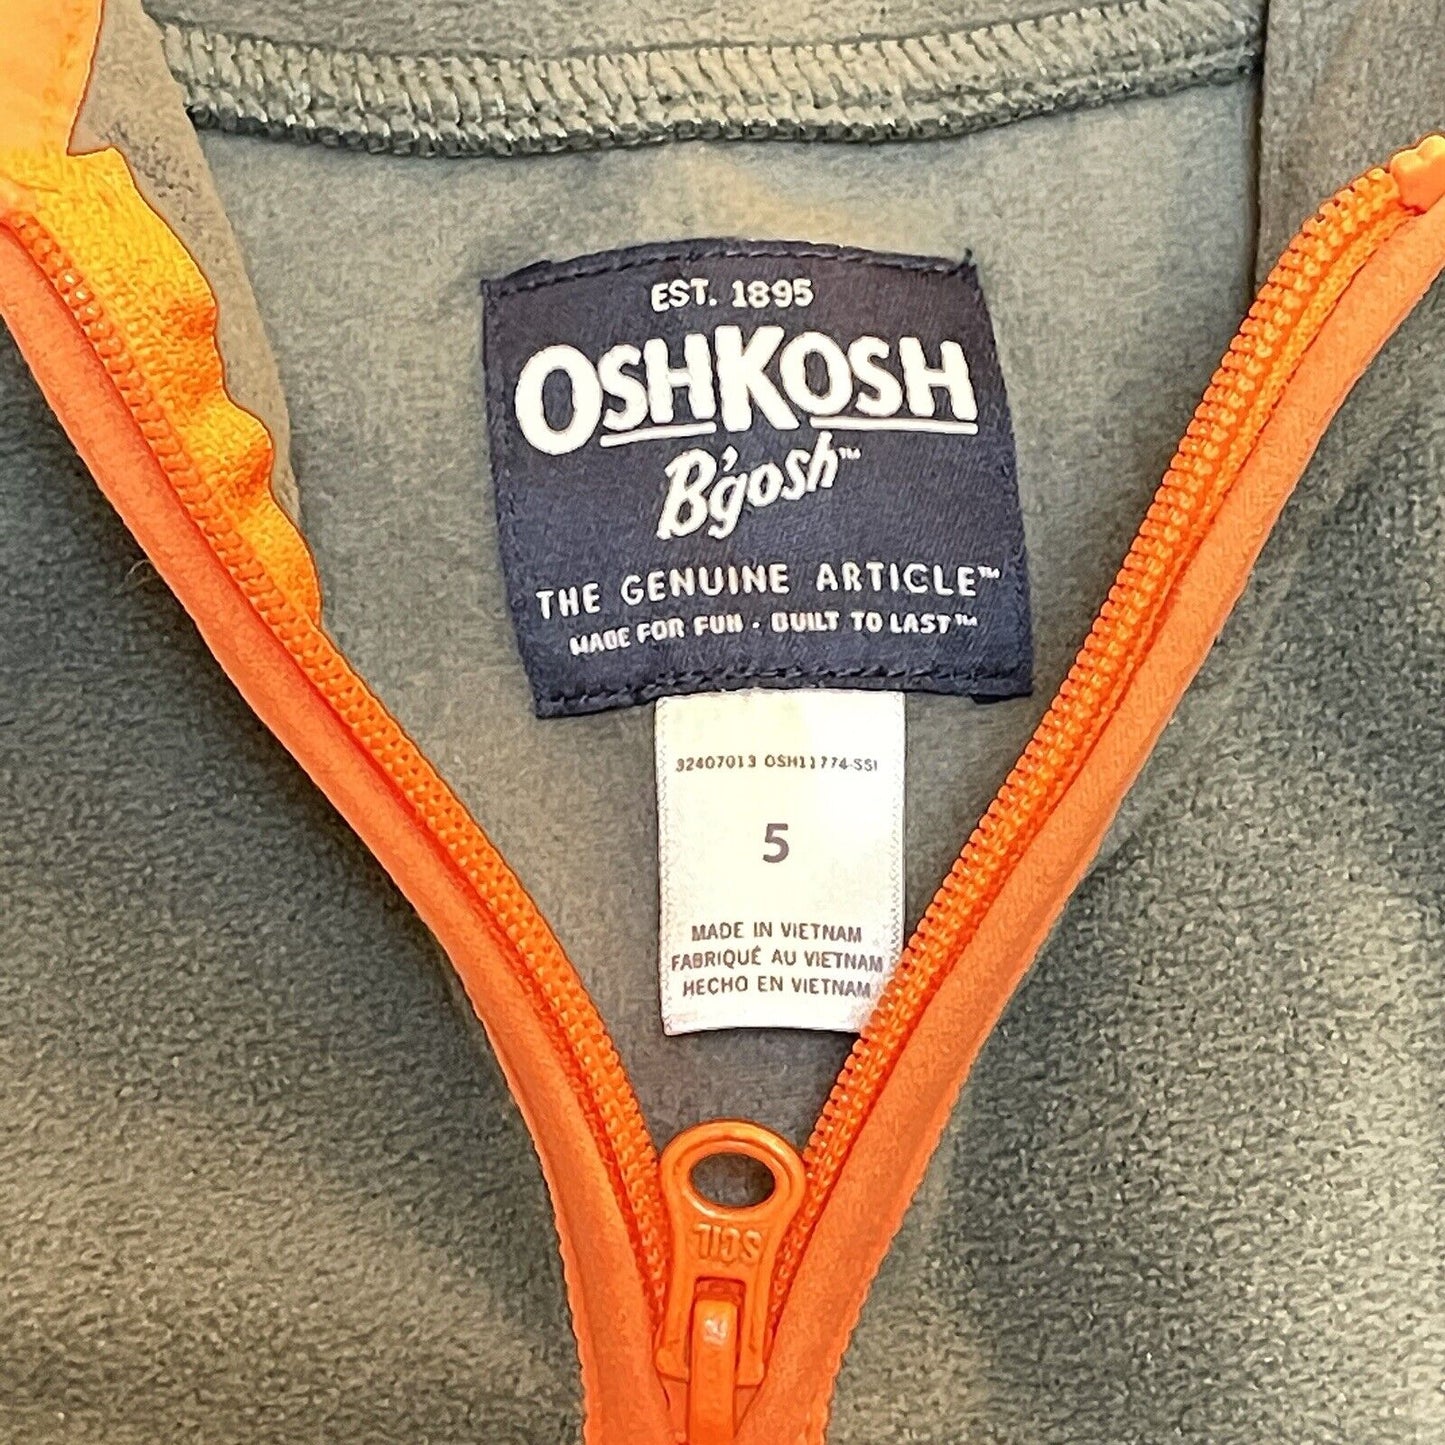 EST. 1895
OSHKOSH
B'gosh™
THE GENUINE ARTICLE™
MADE FOR FUN · BUILT TO LAST™
32407013 OSH11774-SSI
5
MADE IN VIETNAM
FABRIQUÉ AU VIETNAM
HECHO EN VIETNAM